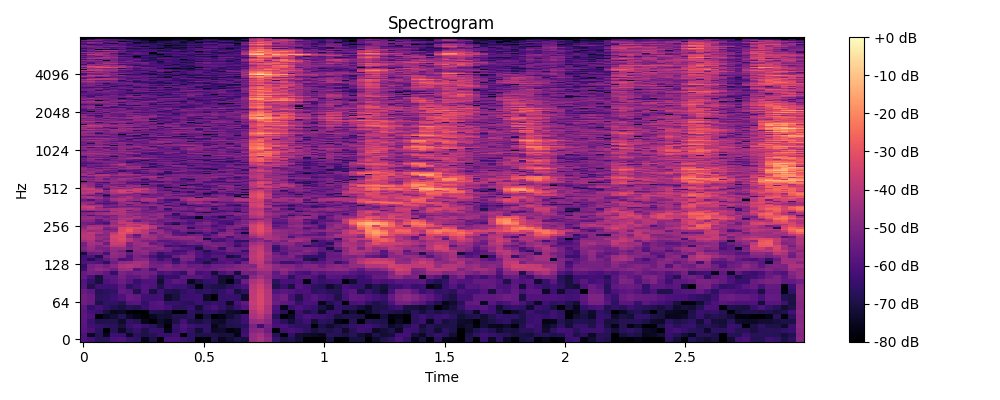 Spectrogram
Hz
4096
2048
1024
512
256
128
64
0
0
0.5
1
1.5
2
2.5
Time
+0 dB
-10 dB
-20 dB
-30 dB
-40 dB
-50 dB
-60 dB
-70 dB
-80 dB